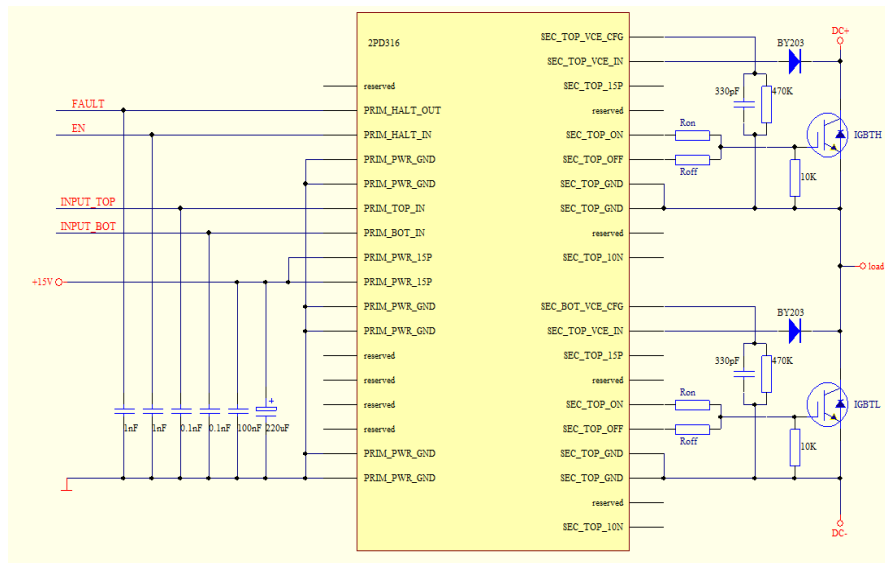 2PD316
reserved
FAULT
PRIM_HALT_OUT
EN
PRIM_HALT_IN
PRIM_PWR_GND
PRIM_PWR_GND
INPUT_TOP
PRIM_TOP_IN
INPUT_BOT
PRIM_BOT_IN
PRIM_PWR_15P
+15V
PRIM_PWR_15P
PRIM_PWR_GND
PRIM_PWR_GND
reserved
reserved
reserved
reserved
PRIM_PWR_GND
PRIM_PWR_GND
+
1nF
1nF
0.1nF
0.1nF
100nF
220uF
SEC_TOP_VCE_CFG
SEC_TOP_VCE_IN
SEC_TOP_15P
reserved
SEC_TOP_ON
SEC_TOP_OFF
SEC_TOP_GND
SEC_TOP_GND
reserved
SEC_TOP_10N
SEC_BOT_VCE_CFG
SEC_TOP_VCE_IN
SEC_TOP_15P
reserved
SEC_TOP_ON
SEC_TOP_OFF
SEC_TOP_GND
SEC_TOP_GND
reserved
SEC_TOP_10N
DC+
BY203
330pF
470K
Ron
IGBTH
Roff
10K
load
BY203
330pF
470K
Ron
IGBTL
Roff
10K
DC-